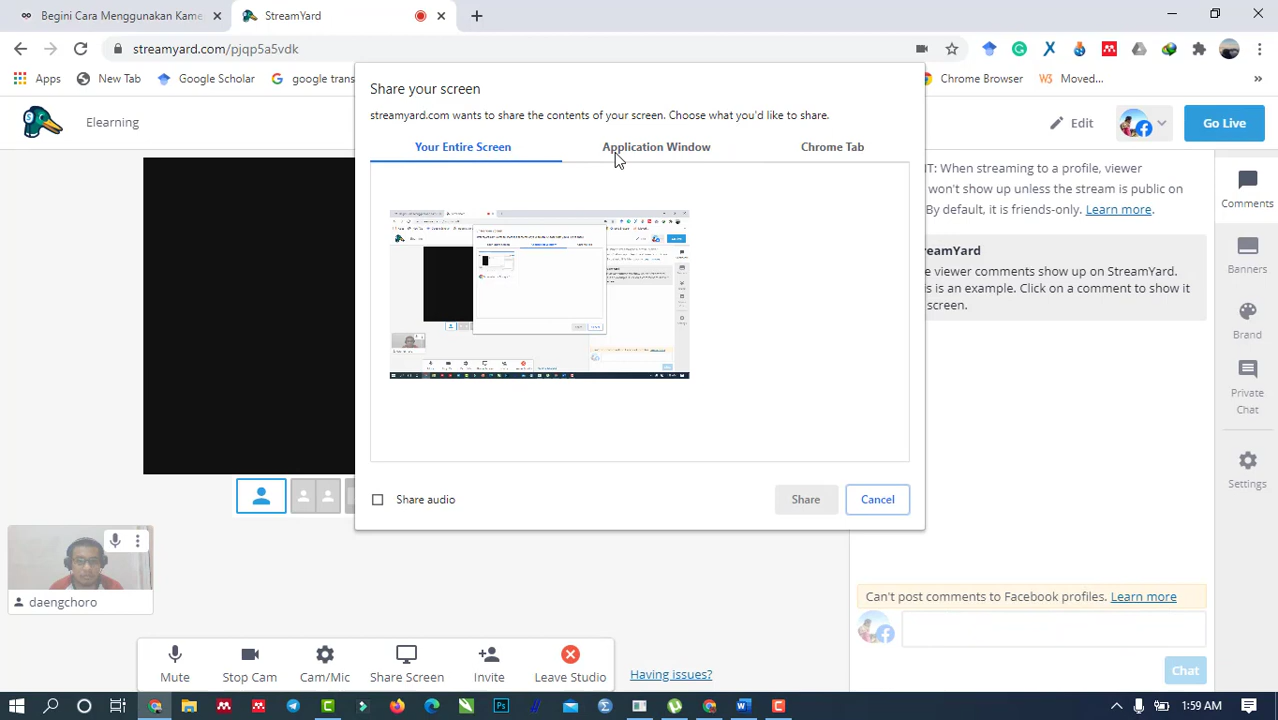 Begini Cara Menggunakan Kame
StreamYard
streamyard.com/pjqp5a5vdk
Apps
New Tab
Google Scholar
google trans
Chrome Browser
Moved...
»
Elearning
Edit
Go Live
Share your screen
streamyard.com wants to share the contents of your screen. Choose what you'd like to share.
Your Entire Screen
Application Window
Chrome Tab
Share audio
Share
Cancel
NT: When streaming to a profile, viewer
won't show up unless the stream is public on
By default, it is friends-only. Learn more.
reamYard
e viewer comments show up on StreamYard.
s is an example. Click on a comment to show it
screen.
Comments
Banners
Brand
Private
Chat
Settings
daengchoro
Can't post comments to Facebook profiles. Learn more
Chat
Mute
Stop Cam
Cam/Mic
Share Screen
Invite
Leave Studio
Having issues?
1:59 AM